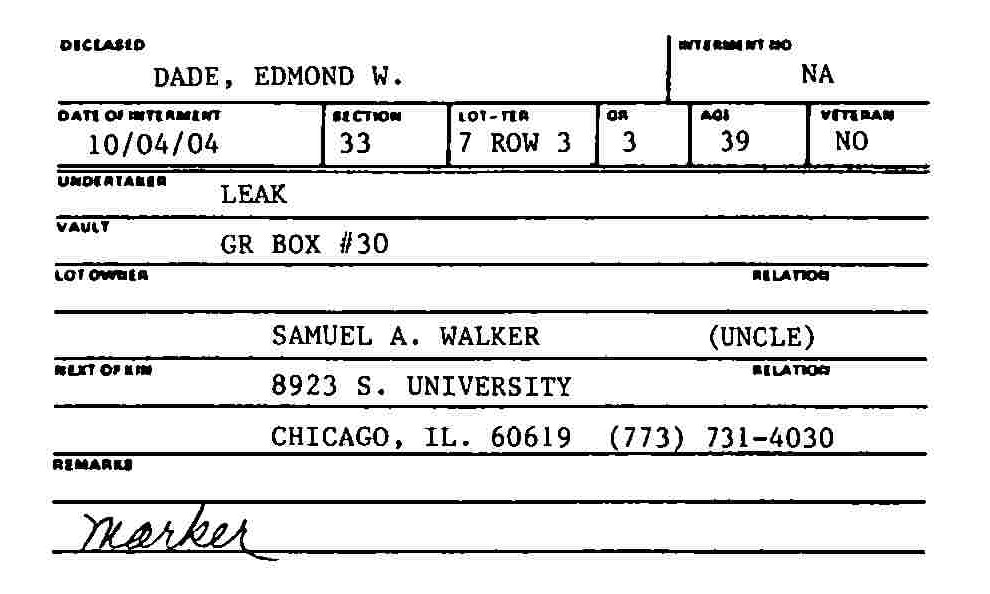 DECEASED INTERMENT NO
DADE, EDMOND W. NA
DATE OF INTERMENT SECTION LOT-TER GR AGE VETERAN
10/04/04 33 7 ROW 3 3 39 NO
UNDERTAKER
LEAK
VAULT
GR BOX #30
LOT OWNER RELATION
SAMUEL A. WALKER (UNCLE)
NEXT OF KIN RELATION
8923 S. UNIVERSITY
CHICAGO, IL. 60619 (773) 731-4030
REMARKS
Marker